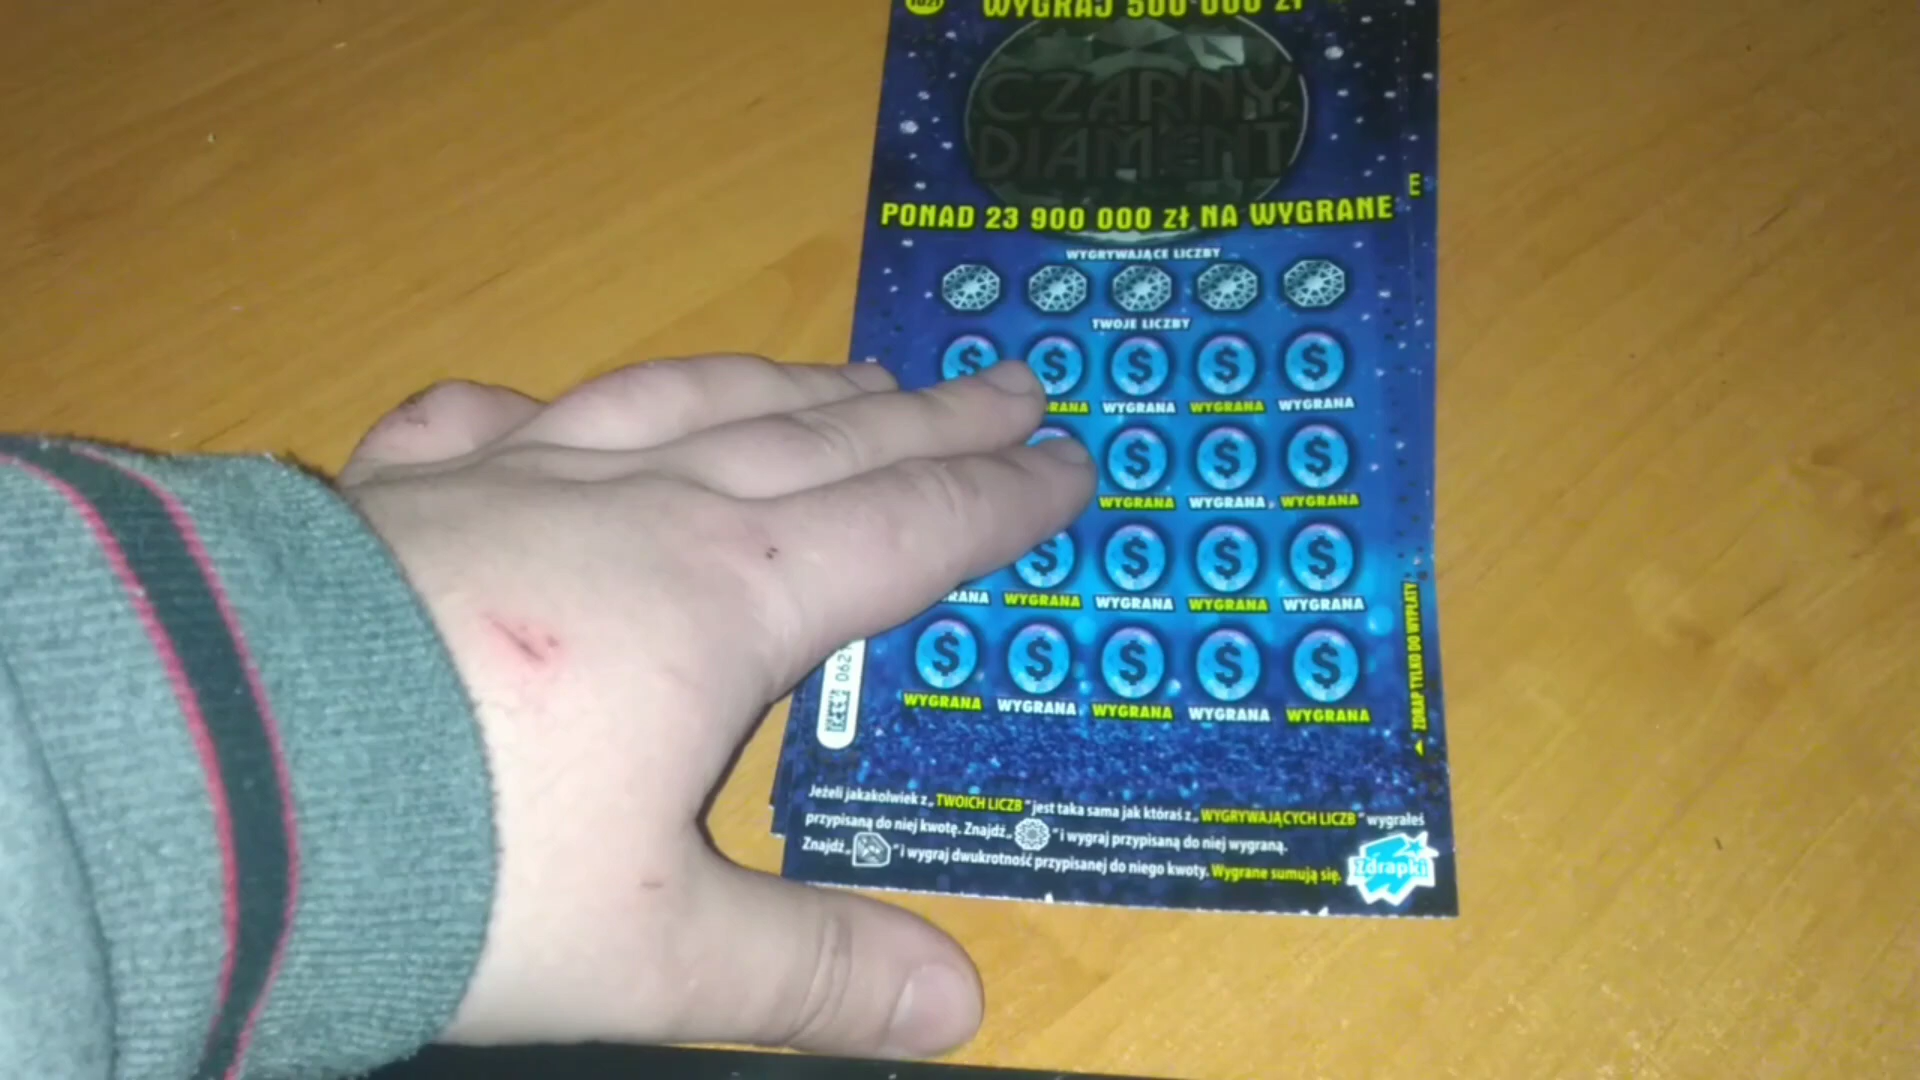 WYGRAJ 500 000 zł
CZARNY
DIAMENT
PONAD 23 900 000 zł NA WYGRANE
WYGRYWAJĄCE LICZBY
TWOJE LICZBY
$ $ $ $ $
WYGRANA WYGRANA WYGRANA
$ $ $
WYGRANA WYGRANA WYGRANA
$ $ $ $
WYGRANA WYGRANA WYGRANA WYGRANA
$ $ $ $ $
WYGRANA WYGRANA WYGRANA WYGRANA WYGRANA
ZDRAP TYLKO DO WYPŁATY
Jeżeli jakakolwiek z „TWOICH LICZB” jest taka sama jak któraś z „WYGRYWAJĄCYCH LICZB” wygrałeś
przypisaną do niej kwotę. Znajdź „ ” i wygraj przypisaną do niej wygraną.
Znajdź „ ” i wygraj dwukrotność przypisanej do niego kwoty. Wygrane sumują się.
Zdrapki